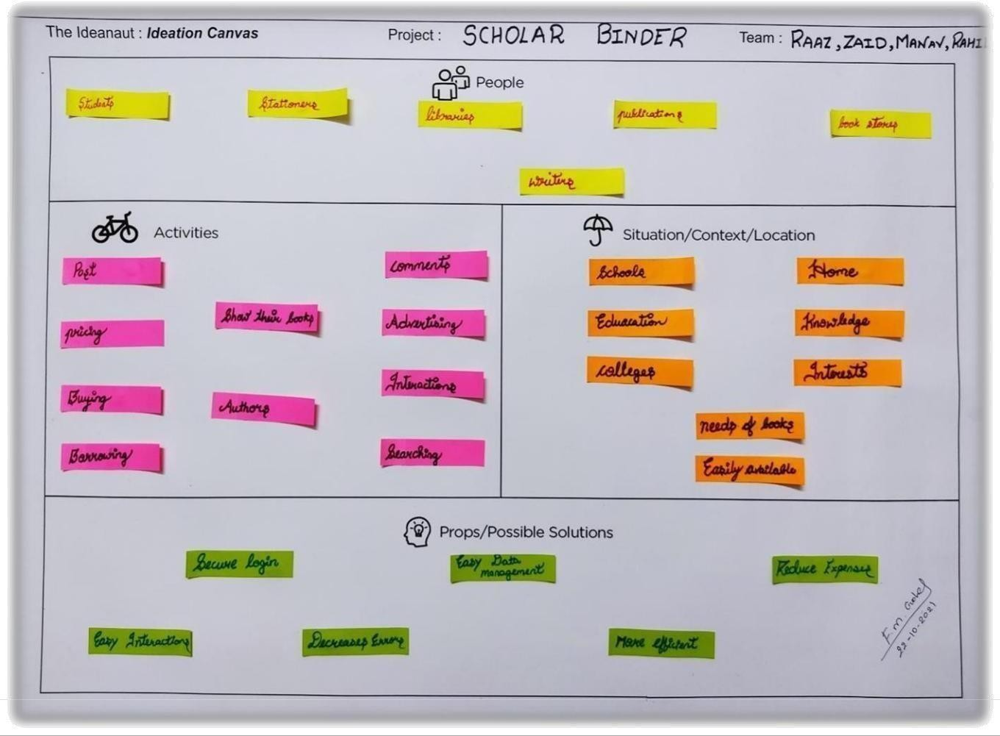 The Ideanaut : Ideation Canvas
Project : SCHOLAR BINDER
Team : RAAZ, ZAID, MANAV, RAHI
People
Students
Stationers
libraries
publications
book stores
writers
Activities
Post
comments
Show their books
pricing
Advertising
Interactions
Buying
Authors
Borrowing
Searching
Situation/Context/Location
Schools
Home
Eduacation
Knowledge
colleges
Interests
needs of books
Easily available
Props/Possible Solutions
Secure login
Easy Data
management
Reduce Expenses
Easy Interactions
Decreases Errors
More efficient
F.M.
22-10-2021